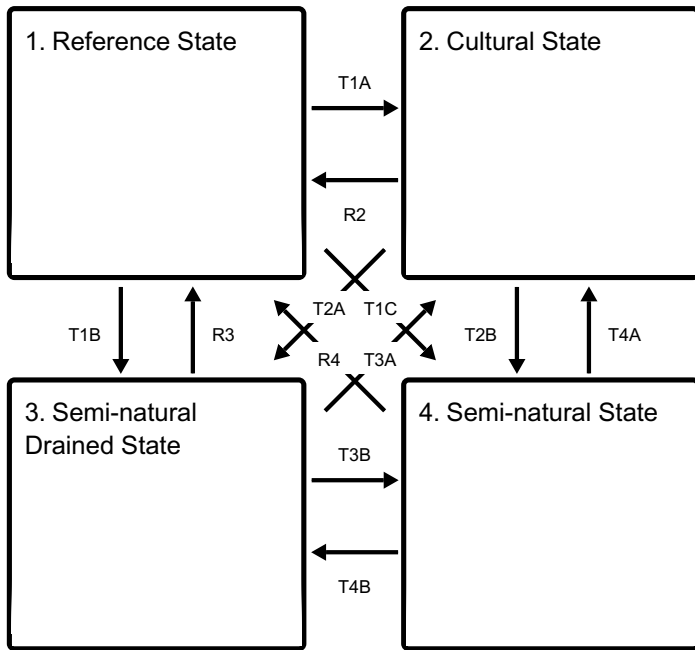 1. Reference State
2. Cultural State
T1A
R2
T2A
T1C
T1B
R3
T2B
T4A
R4
T3A
3. Semi-natural
Drained State
4. Semi-natural State
T3B
T4B